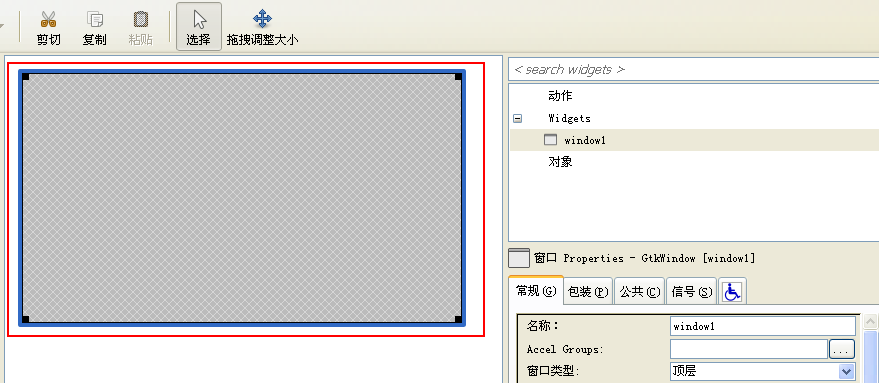 剪切 复制 粘贴 选择 拖拽调整大小
< search widgets >
动作
Widgets
window1
对象
窗口 Properties - GtkWindow [window1]
常规(G) 包装(P) 公共(C) 信号(S)
名称: window1
Accel Groups: ...
窗口类型: 顶层